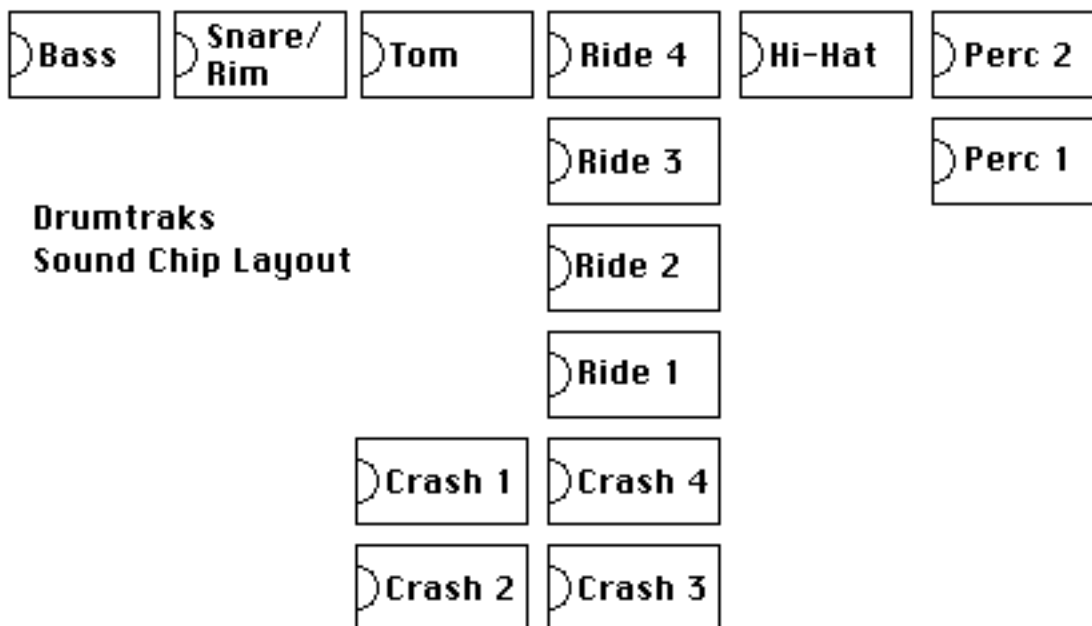 Bass
Snare/
Rim
Tom
Ride 4
Hi-Hat
Perc 2
Ride 3
Perc 1
Drumtraks
Sound Chip Layout
Ride 2
Ride 1
Crash 1
Crash 4
Crash 2
Crash 3